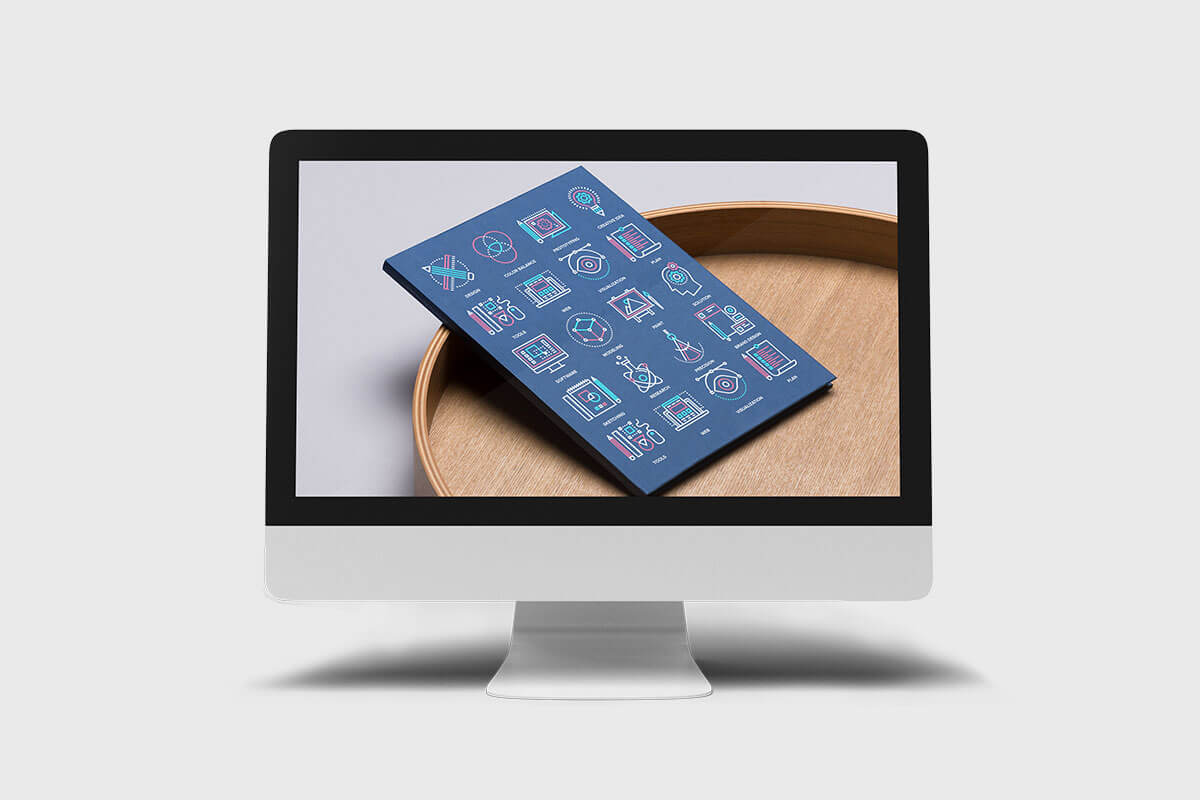 DESIGN
COLOR BALANCE
PROTOTYPING
CREATIVE IDEA
TOOLS
WEB
VISUALIZATION
PLAN
SOFTWARE
MODELING
PAINT
SOLUTION
SKETCHING
RESEARCH
PRECISION
BRAND DESIGN
TOOLS
WEB
VISUALIZATION
PLAN